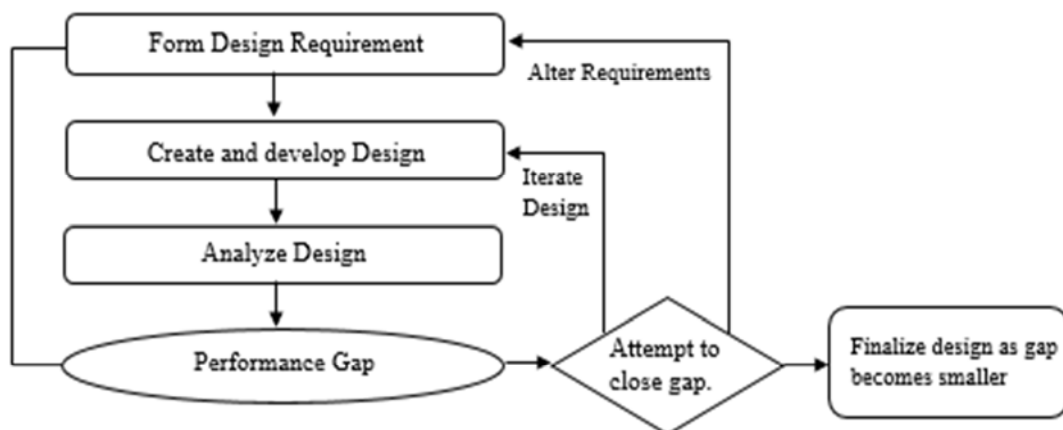 Form Design Requirement
Alter Requirements
Create and develop Design
Iterate
Design
Analyze Design
Performance Gap
Attempt to
close gap.
Finalize design as gap
becomes smaller